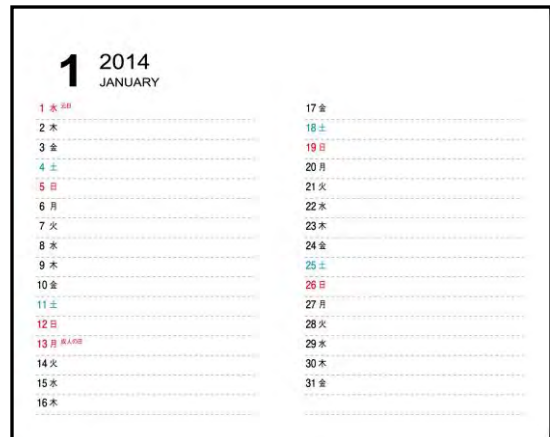 1
2014
JANUARY
1 水 元日
2 木
3 金
4 土
5 日
6 月
7 火
8 水
9 木
10 金
11 土
12 日
13 月 成人の日
14 火
15 水
16 木
17 金
18 土
19 日
20 月
21 火
22 水
23 木
24 金
25 土
26 日
27 月
28 火
29 水
30 木
31 金